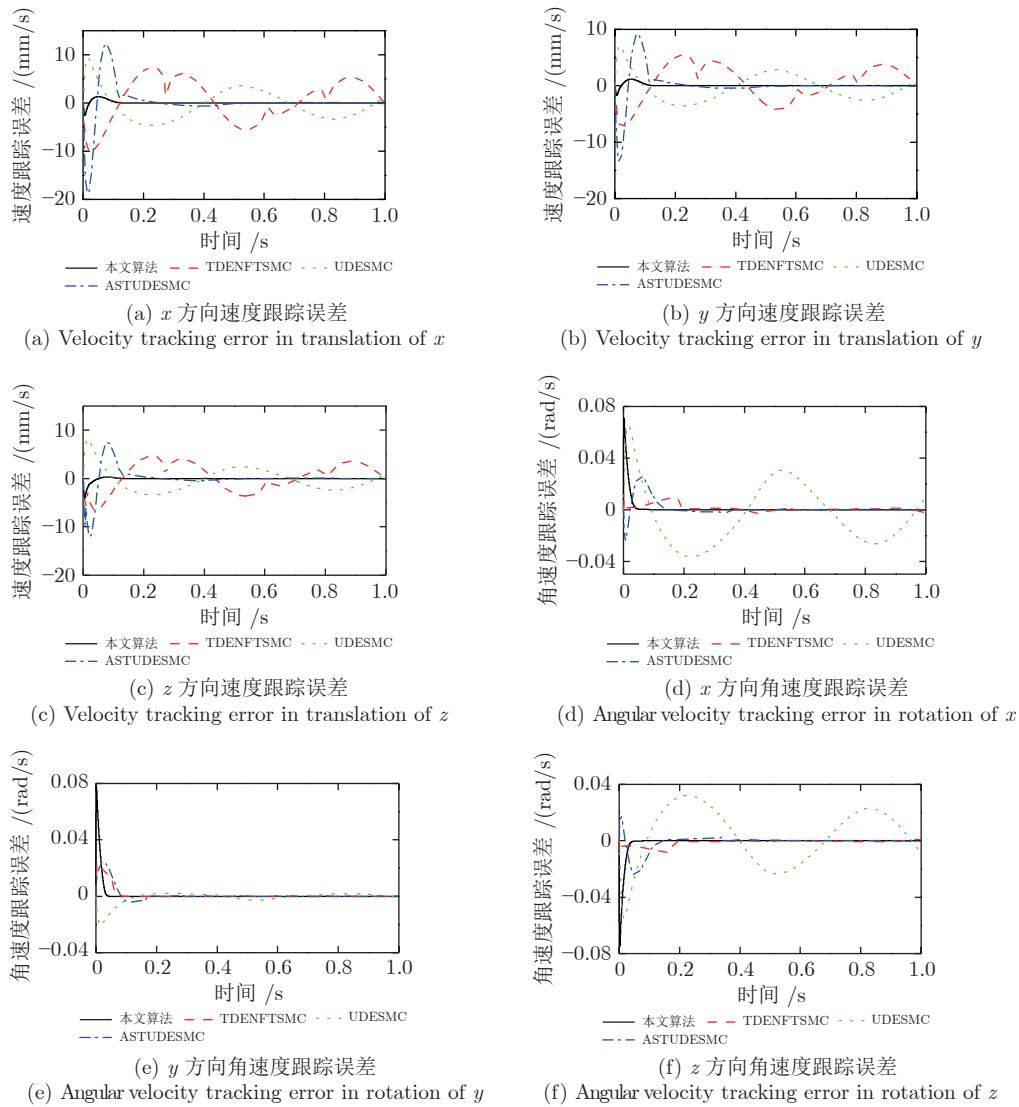 速度跟踪误差 /(mm/s)
10
0
−10
−20
0
0.2
0.4
0.6
0.8
1.0
时间 /s
本文算法 TDENFTSMC UDESMC
ASTUDESMC
(a) x 方向速度跟踪误差
(a) Velocity tracking error in translation of x
速度跟踪误差 /(mm/s)
10
0
−10
−20
0
0.2
0.4
0.6
0.8
1.0
时间 /s
本文算法 TDENFTSMC UDESMC
ASTUDESMC
(b) y 方向速度跟踪误差
(b) Velocity tracking error in translation of y
速度跟踪误差 /(mm/s)
10
0
−10
−20
0
0.2
0.4
0.6
0.8
1.0
时间 /s
本文算法 TDENFTSMC UDESMC
ASTUDESMC
(c) z 方向速度跟踪误差
(c) Velocity tracking error in translation of z
角速度跟踪误差 /(rad/s)
0.08
0.04
0
−0.04
0
0.2
0.4
0.6
0.8
1.0
时间 /s
本文算法 TDENFTSMC UDESMC
ASTUDESMC
(d) x 方向角速度跟踪误差
(d) Angular velocity tracking error in rotation of x
角速度跟踪误差 /(rad/s)
0.08
0.04
0
−0.04
0
0.2
0.4
0.6
0.8
1.0
时间 /s
本文算法 TDENFTSMC UDESMC
ASTUDESMC
(e) y 方向角速度跟踪误差
(e) Angular velocity tracking error in rotation of y
角速度跟踪误差 /(rad/s)
0.04
0
−0.04
−0.08
0
0.2
0.4
0.6
0.8
1.0
时间 /s
本文算法 TDENFTSMC UDESMC
ASTUDESMC
(f) z 方向角速度跟踪误差
(f) Angular velocity tracking error in rotation of z